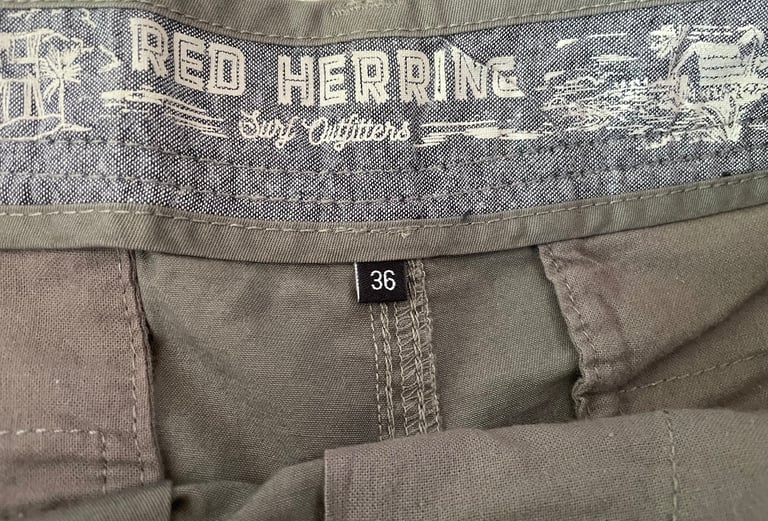 RED HERRING
Surf Outfitters
36